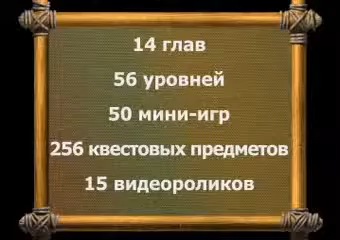 14 глав
56 уровней
50 мини-игр
256 квестовых предметов
15 видеороликов